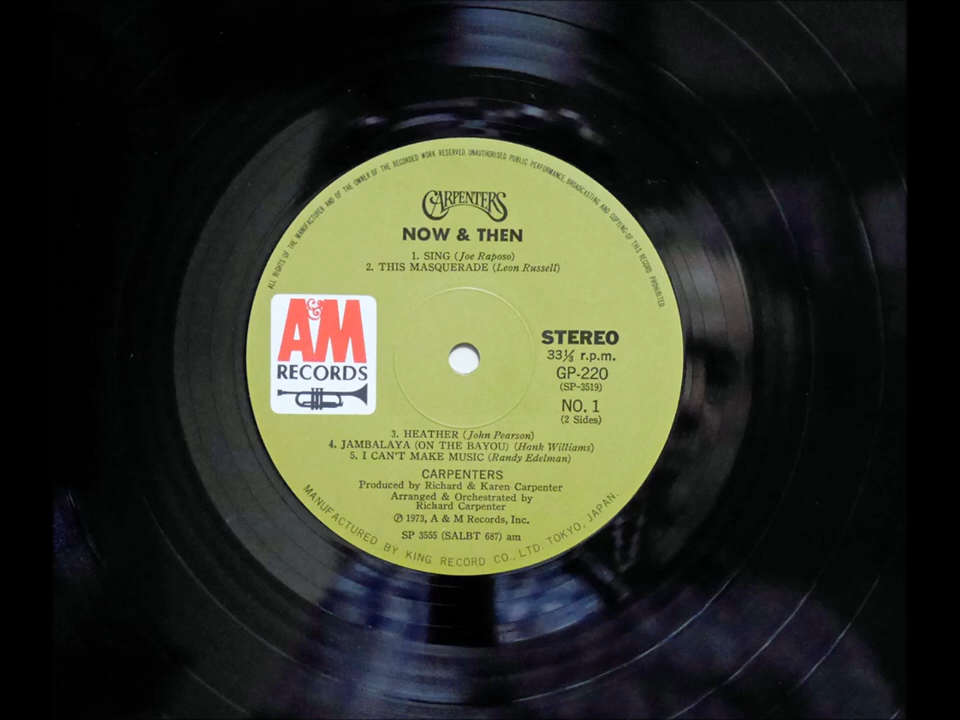 ALL RIGHTS OF THE MANUFACTURER AND OF THE OWNER OF THE RECORDED WORK RESERVED. UNAUTHORISED PUBLIC PERFORMANCE, BROADCASTING AND COPYING OF THIS RECORD PROHIBITED
CARPENTERS
NOW & THEN
1. SING (Joe Raposo)
2. THIS MASQUERADE (Leon Russell)
A&M
RECORDS
STEREO
33⅓ r.p.m.
GP-220
(SP-3519)
NO. 1
(2 Sides)
3. HEATHER (John Pearson)
4. JAMBALAYA (ON THE BAYOU) (Hank Williams)
5. I CAN'T MAKE MUSIC (Randy Edelman)
CARPENTERS
Produced by Richard & Karen Carpenter
Arranged & Orchestrated by
Richard Carpenter
℗ 1973, A & M Records, Inc.
SP 3555 (SALBT 687) am
MANUFACTURED BY KING RECORD CO., LTD. TOKYO, JAPAN.